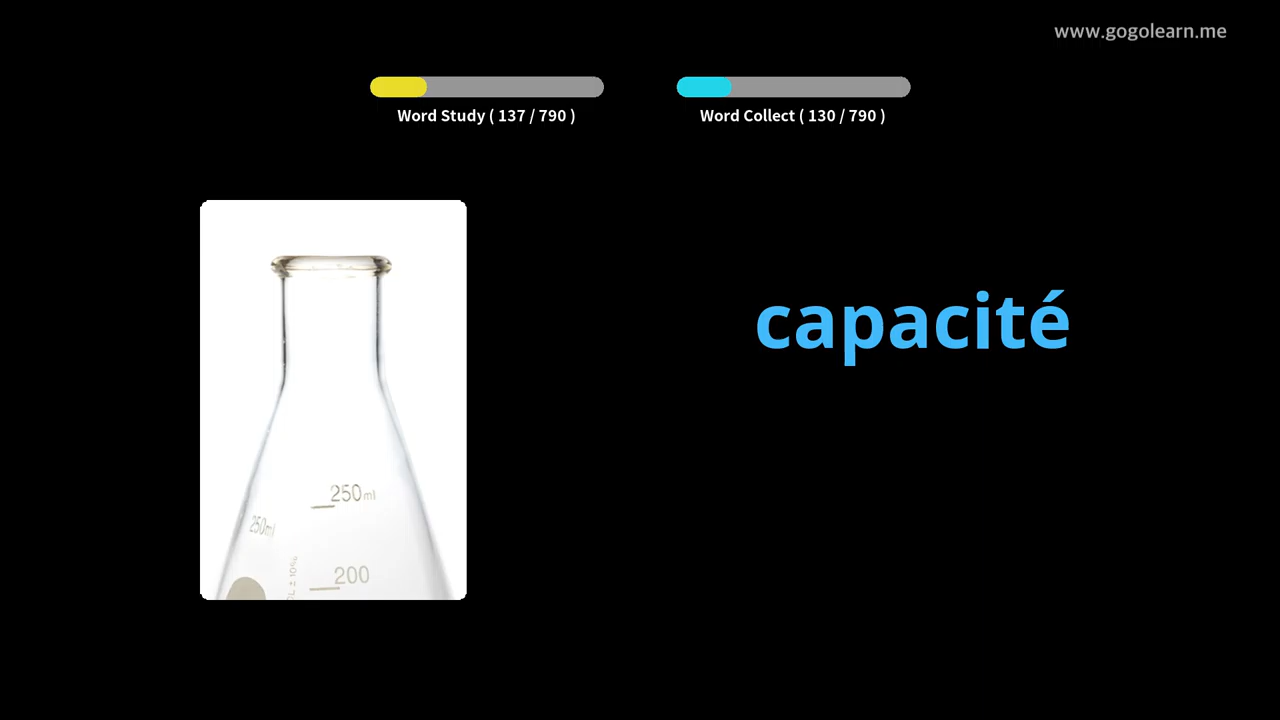 www.gogolearn.me
Word Study ( 137 / 790 )
Word Collect ( 130 / 790 )
capacité
250ml
250ml
200